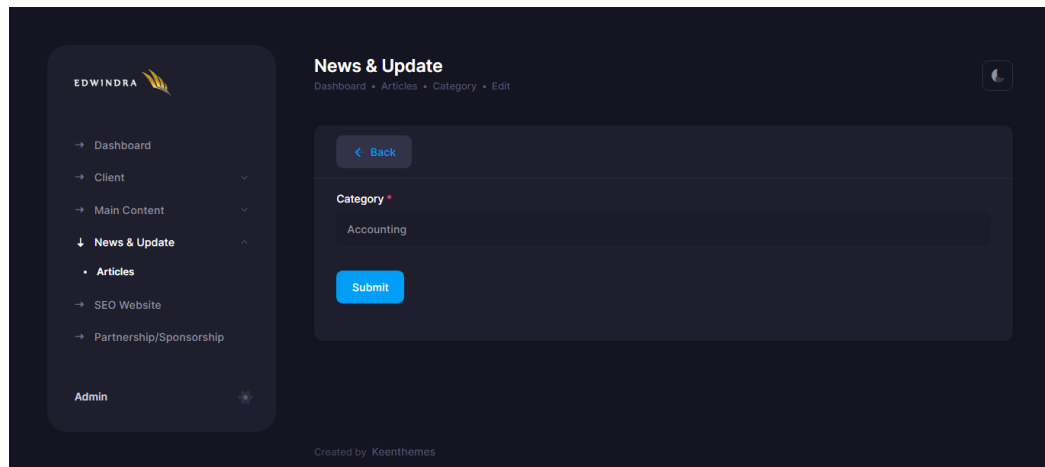 EDWINDRA
Dashboard
Client
Main Content
News & Update
Articles
SEO Website
Partnership/Sponsorship
Admin
News & Update
Dashboard • Articles • Category • Edit
Back
Category *
Accounting
Submit
Created by Keenthemes